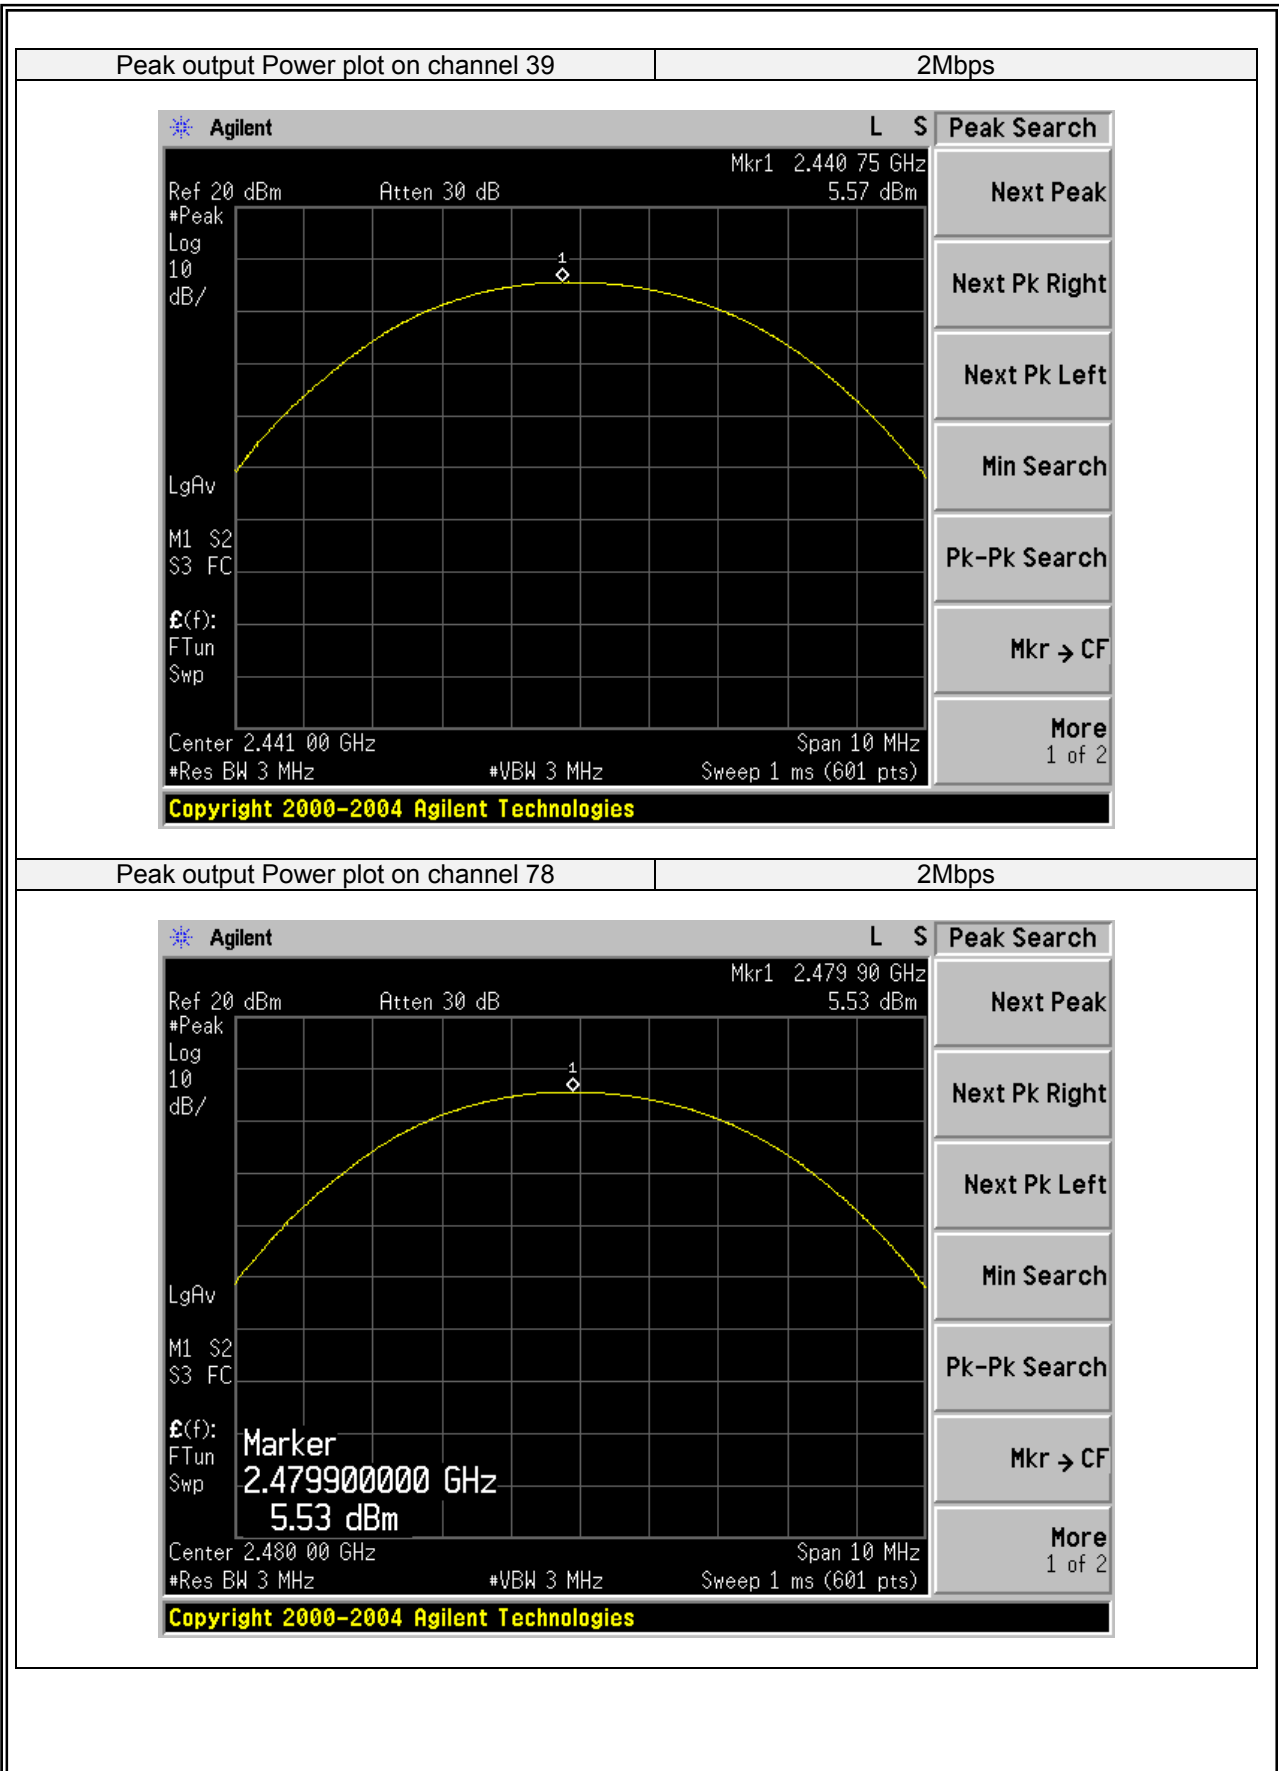 Peak output Power plot on channel 39 2Mbps
Agilent L S Peak Search
Mkr1 2.440 75 GHz
Ref 20 dBm Atten 30 dB 5.57 dBm
Next Peak
#Peak
Log
1
10
dB/
Next Pk Right
Next Pk Left
Min Search
LgAv
M1 S2
S3 FC
Pk-Pk Search
£(f):
FTun
Swp
Mkr → CF
Center 2.441 00 GHz Span 10 MHz
#Res BW 3 MHz #VBW 3 MHz Sweep 1 ms (601 pts)
More
1 of 2
Copyright 2000-2004 Agilent Technologies
Peak output Power plot on channel 78 2Mbps
Agilent L S Peak Search
Mkr1 2.479 90 GHz
Ref 20 dBm Atten 30 dB 5.53 dBm
Next Peak
#Peak
Log
1
10
dB/
Next Pk Right
Next Pk Left
Min Search
LgAv
M1 S2
S3 FC
Pk-Pk Search
£(f):
FTun
Swp
Marker
2.479900000 GHz
5.53 dBm
Mkr → CF
Center 2.480 00 GHz Span 10 MHz
#Res BW 3 MHz #VBW 3 MHz Sweep 1 ms (601 pts)
More
1 of 2
Copyright 2000-2004 Agilent Technologies